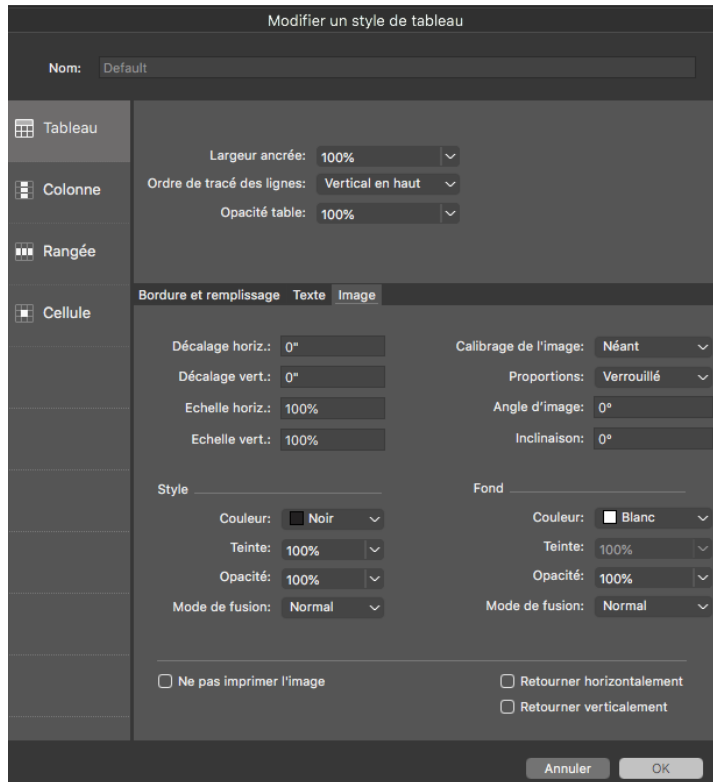 Modifier un style de tableau
Nom: Default
Tableau
Colonne
Rangée
Cellule
Largeur ancrée: 100%
Ordre de tracé des lignes: Vertical en haut
Opacité table: 100%
Bordure et remplissage Texte Image
Décalage horiz.: 0" Calibrage de l'image: Néant
Décalage vert.: 0" Proportions: Verrouillé
Echelle horiz.: 100% Angle d'image: 0°
Echelle vert.: 100% Inclinaison: 0°
Style Fond
Couleur: Noir Couleur: Blanc
Teinte: 100% Teinte: 100%
Opacité: 100% Opacité: 100%
Mode de fusion: Normal Mode de fusion: Normal
Ne pas imprimer l'image Retourner horizontalement
Retourner verticalement
Annuler OK